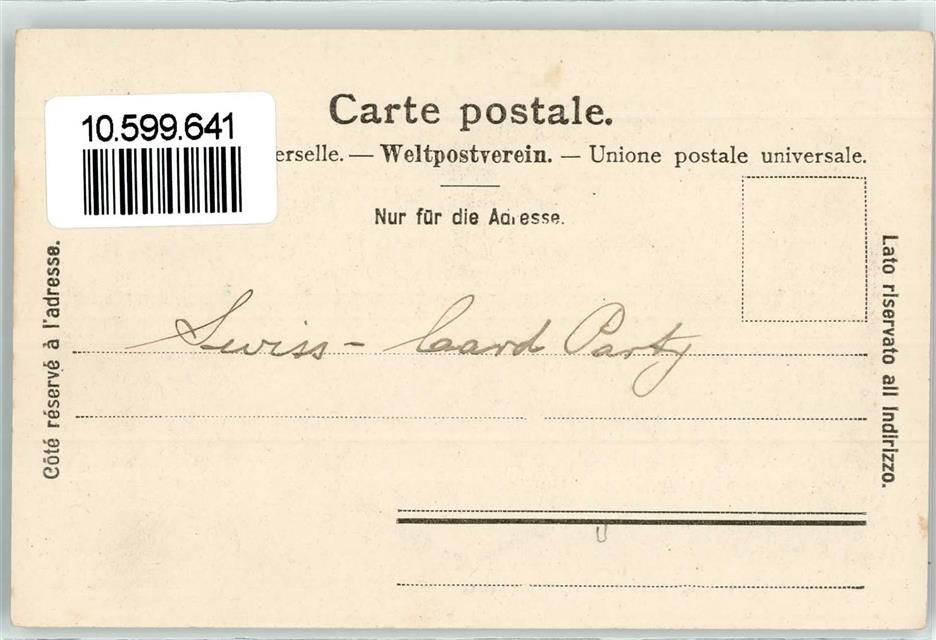 10.599.641
Carte postale.
erselle. — Weltpostverein. — Unione postale universale.
Nur für die Adresse.
Côté réservé à l'adresse.
Lato riservato all indirizzo.
Swiss - Card Party